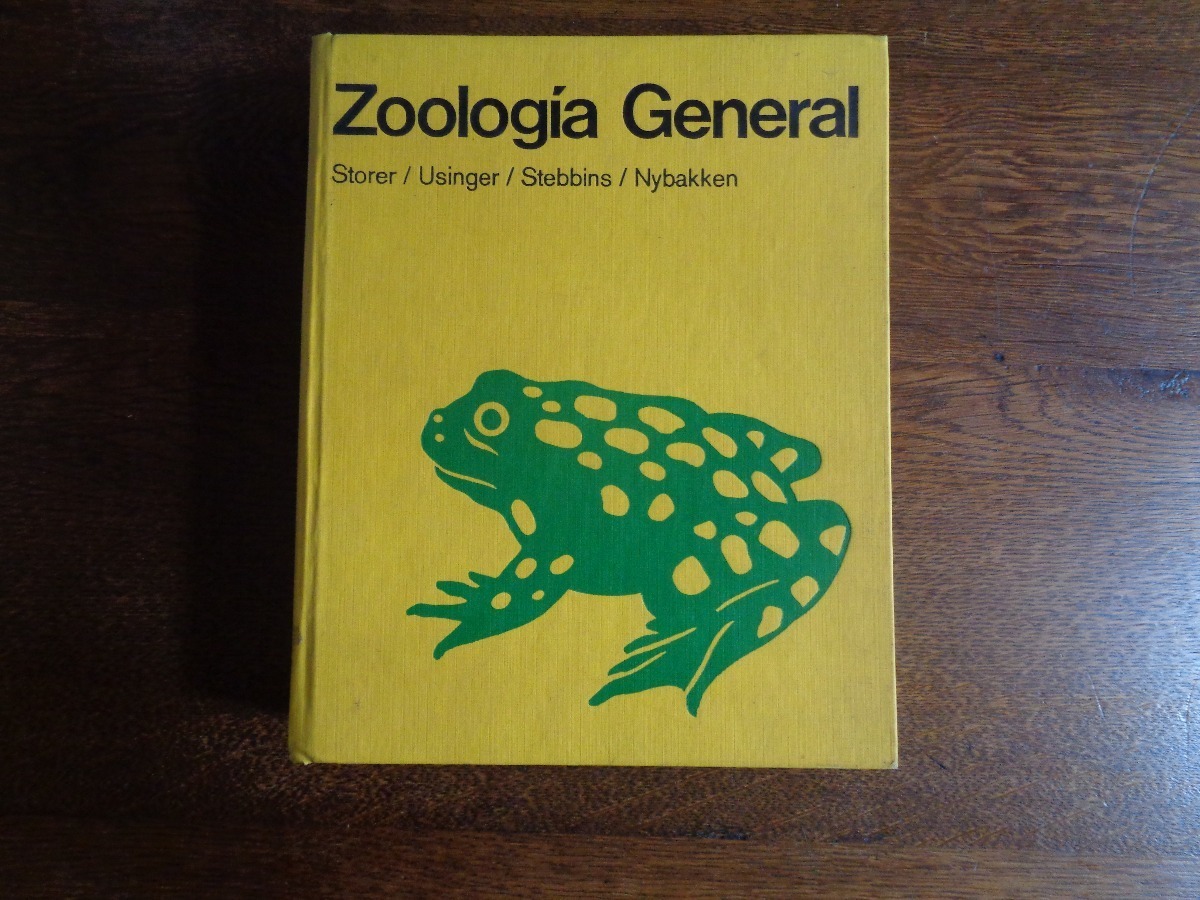 Zoología General
Storer / Usinger / Stebbins / Nybakken